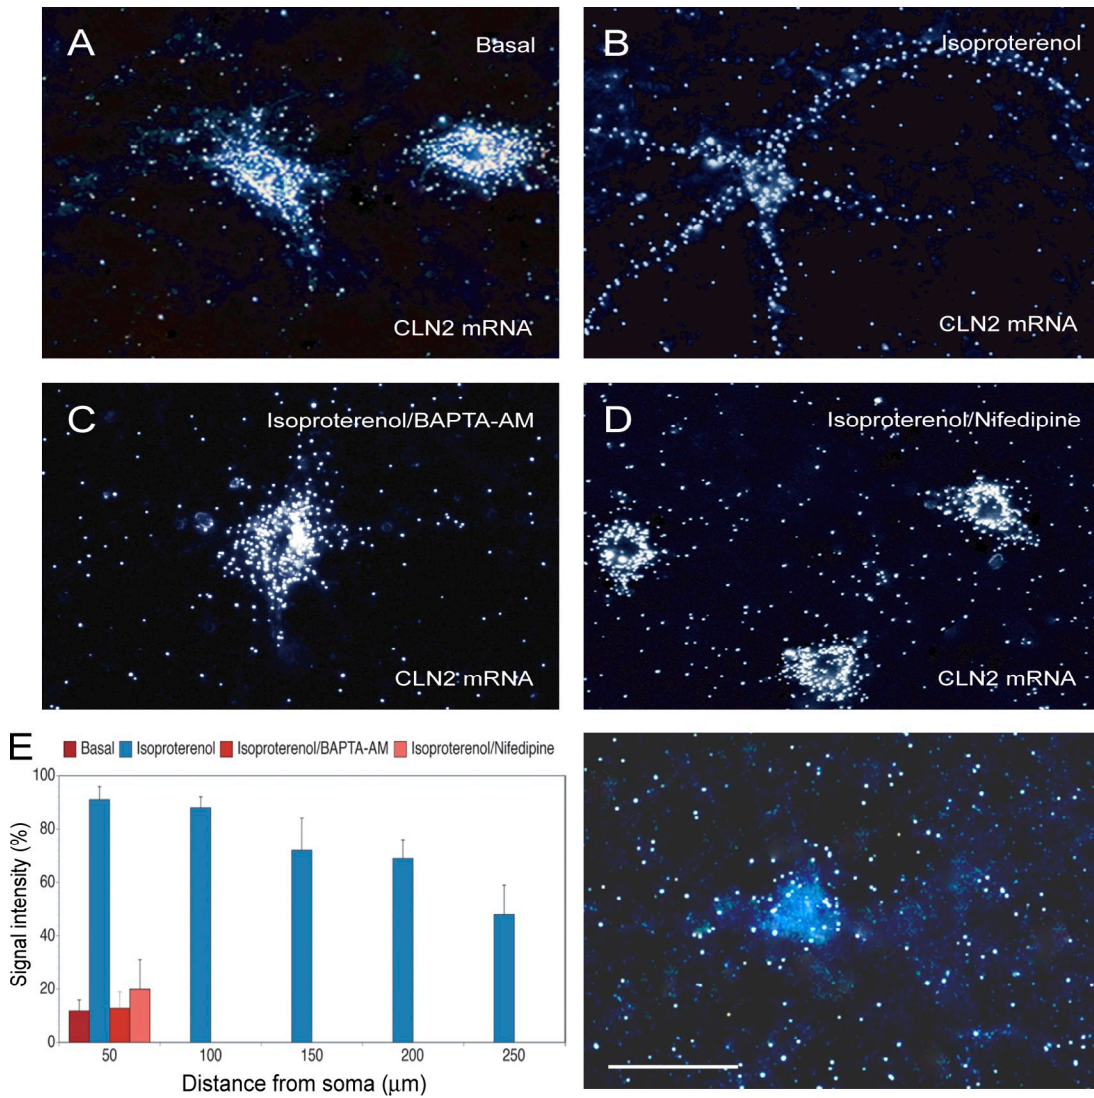 A
Basal
CLN2 mRNA
B
Isoproterenol
CLN2 mRNA
C
Isoproterenol/BAPTA-AM
CLN2 mRNA
D
Isoproterenol/Nifedipine
CLN2 mRNA
E
Basal Isoproterenol Isoproterenol/BAPTA-AM Isoproterenol/Nifedipine
Signal intensity (%)
100
80
60
40
20
0
50 100 150 200 250
Distance from soma (μm)